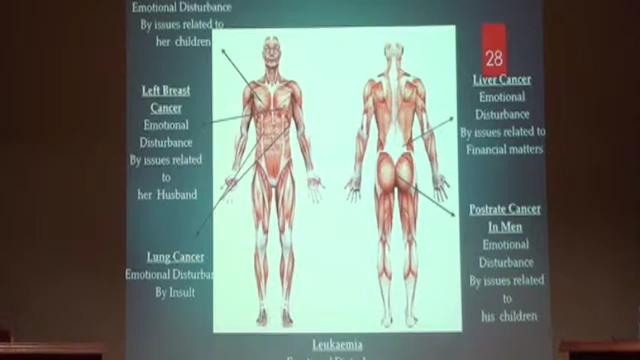 Emotional Disturbance
By issues related to
her children
Left Breast
Cancer
Emotional
Disturbance
By issues related
to
her Husband
Lung Cancer
Emotional Disturban
By Insult
28
Liver Cancer
Emotional
Disturbance
By issues related to
Financial matters
Postrate Cancer
In Men
Emotional
Disturbance
By issues related
to
his children
Leukaemia